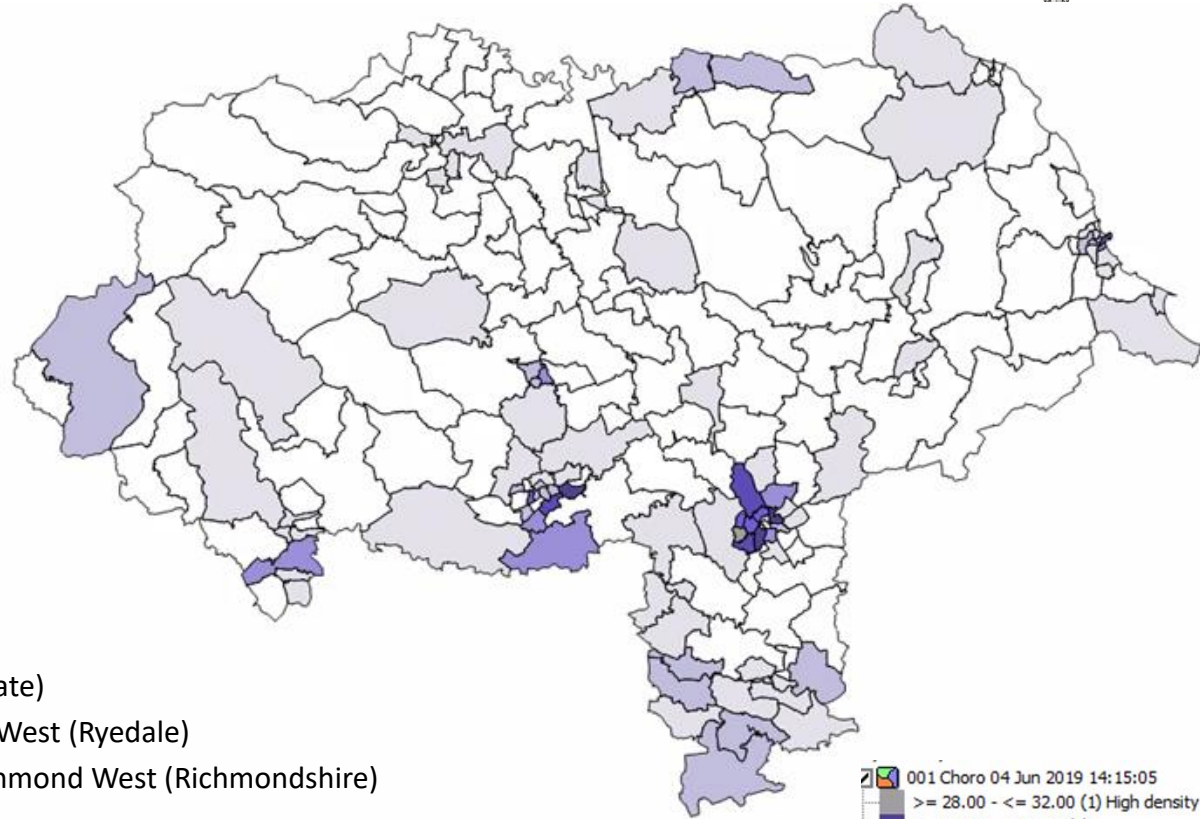 ate)
West (Ryedale)
nmond West (Richmondshire)
001 Choro 04 Jun 2019 14:15:05
>= 28.00 - <= 32.00 (1) High density